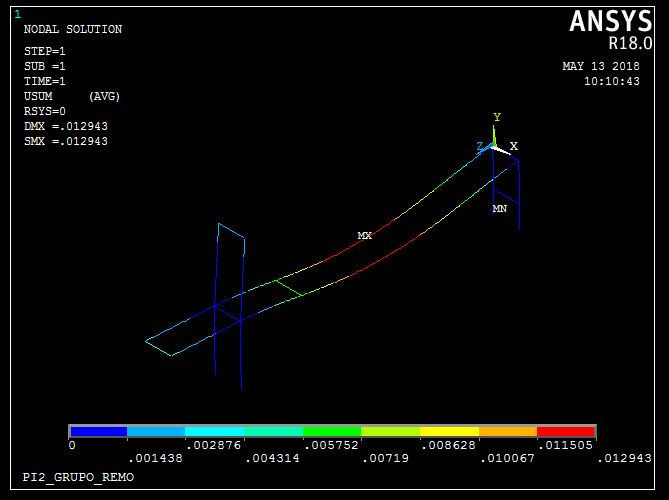 1
NODAL SOLUTION
STEP=1
SUB =1
TIME=1
USUM (AVG)
RSYS=0
DMX =.012943
SMX =.012943
ANSYS
R18.0
MAY 13 2018
10:10:43
Y
Z X
MN
MX
0 .002876 .005752 .008628 .011505
.001438 .004314 .00719 .010067 .012943
PI2_GRUPO_REMO